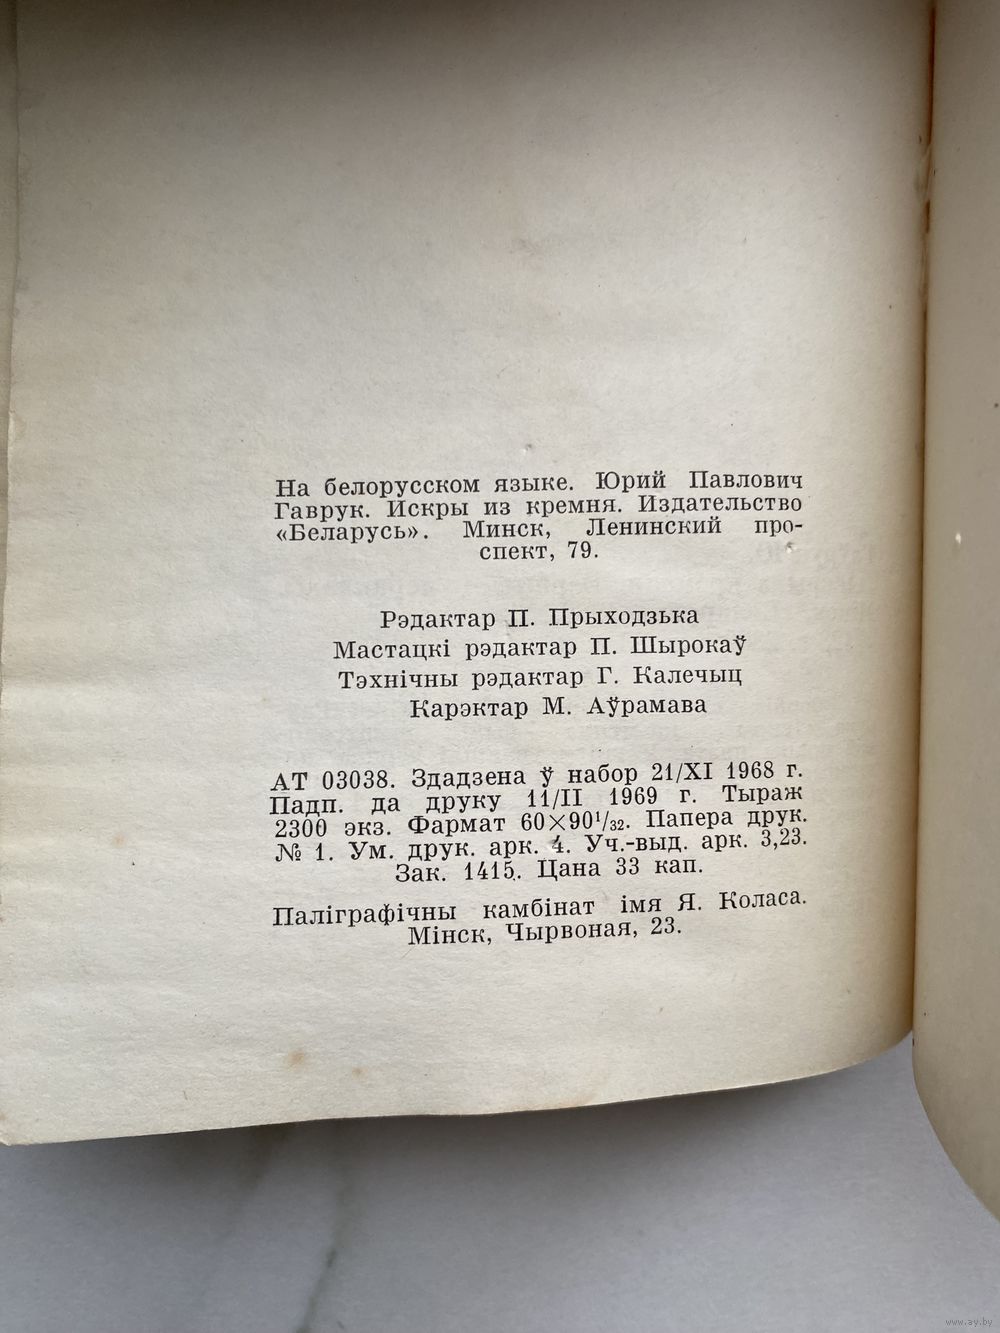 На белорусском языке. Юрий Павлович
Гаврук. Искры из кремня. Издательство
«Беларусь». Минск, Ленинский про-
спект, 79.
Рэдактар П. Прыходзька
Мастацкі рэдактар П. Шырокаў
Тэхнічны рэдактар Г. Калечыц
Карэктар М. Аўрамава
АТ 03038. Здадзена ў набор 21/XI 1968 г.
Падп. да друку 11/II 1969 г. Тыраж
2300 экз. Фармат 60×90¹/₃₂. Папера друк.
№ 1. Ум. друк. арк. 4. Уч.-выд. арк. 3,23.
Зак. 1415. Цана 33 кап.
Паліграфічны камбінат імя Я. Коласа.
Мінск, Чырвоная, 23.
www.ay.by